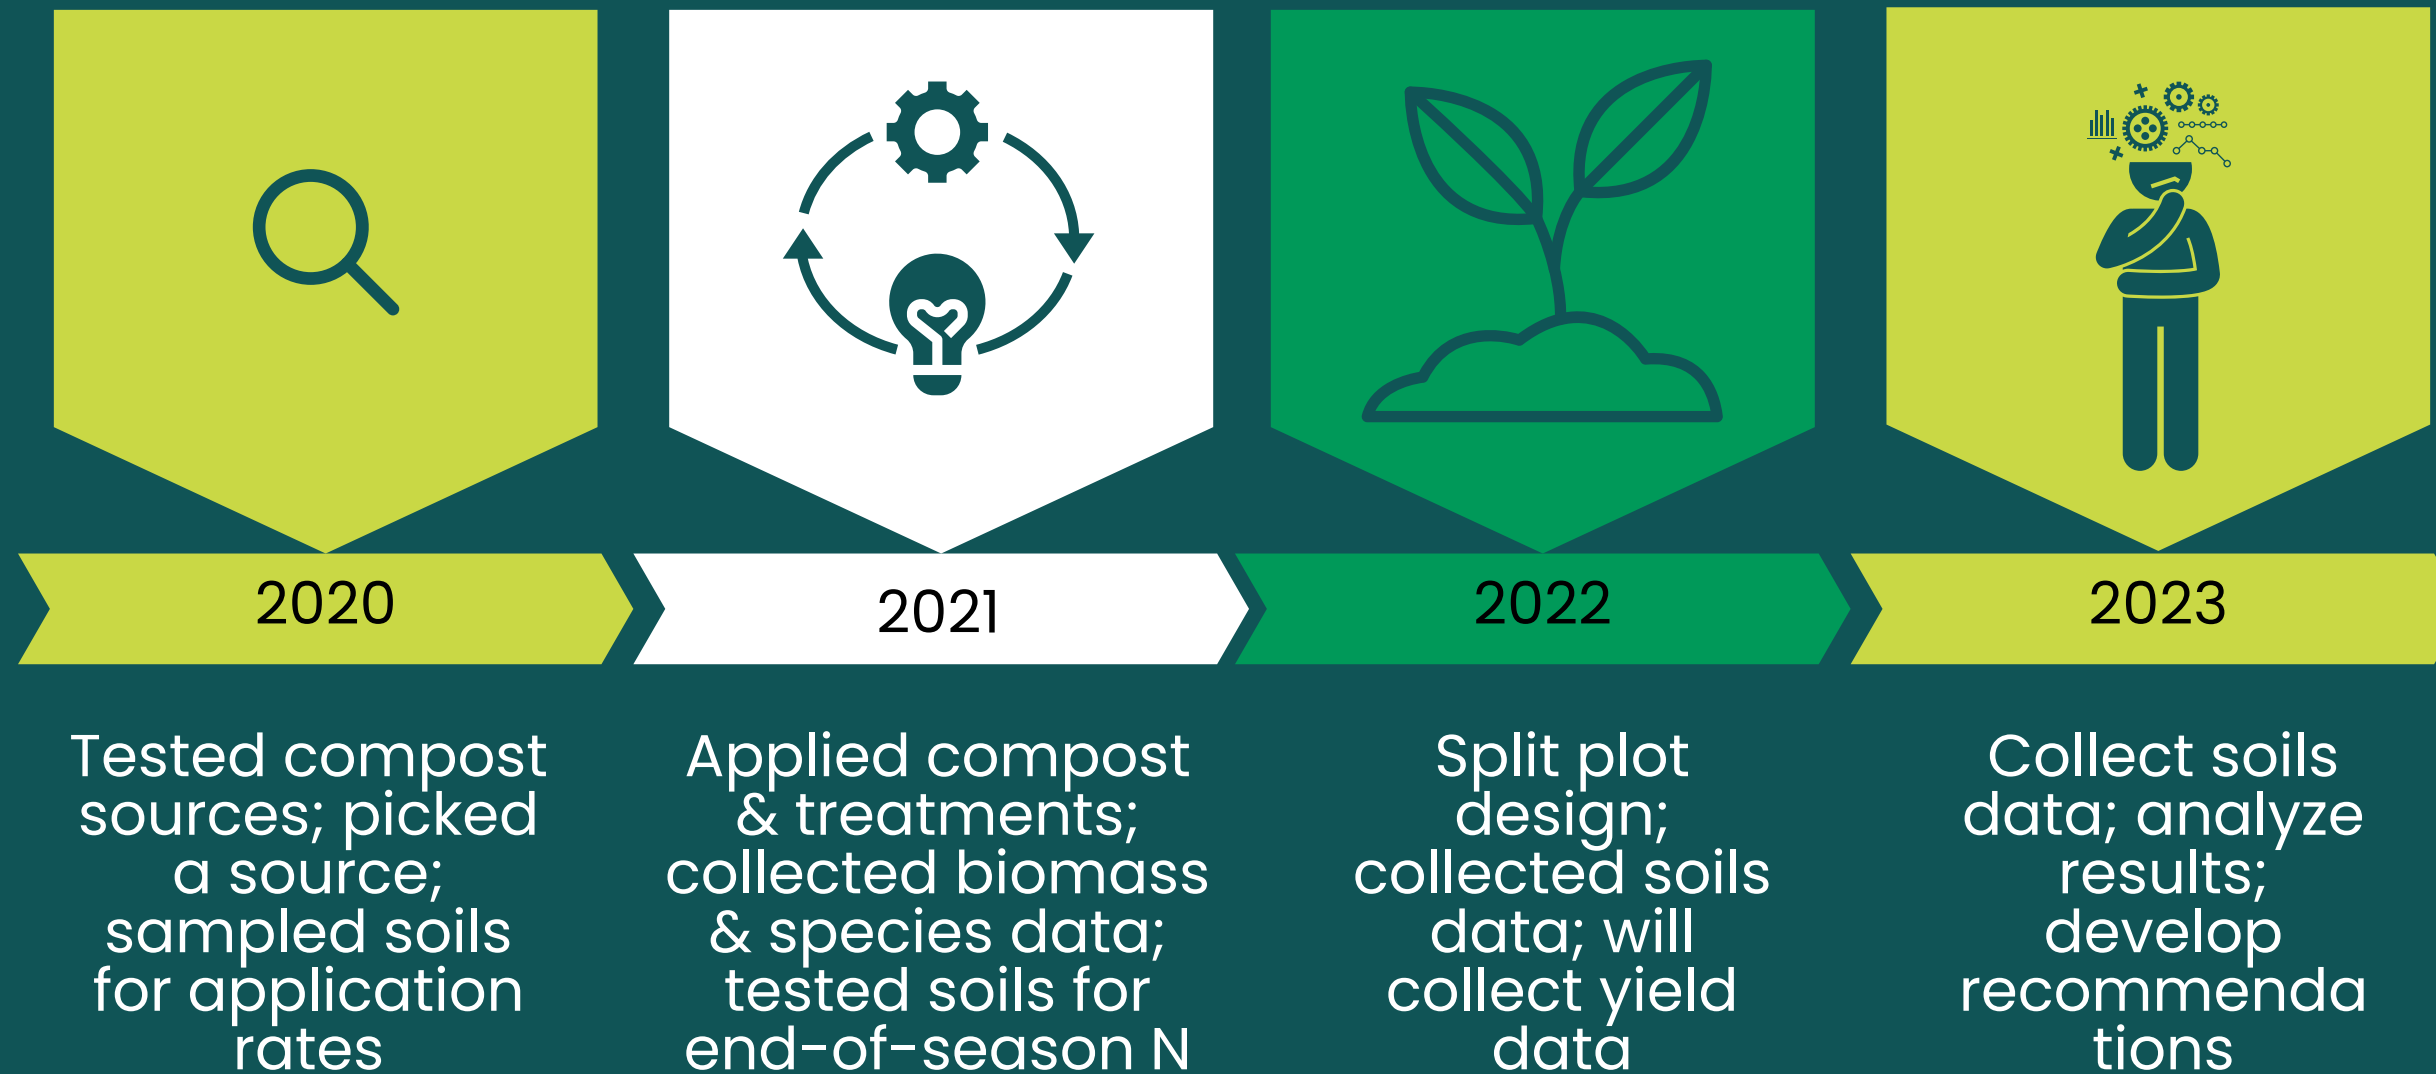 2020
Tested compost
sources; picked
a source;
sampled soils
for application
rates
2021
Applied compost
& treatments;
collected biomass
& species data;
tested soils for
end-of-season N
2022
Split plot
design;
collected soils
data; will
collect yield
data
2023
Collect soils
data; analyze
results;
develop
recommenda
tions